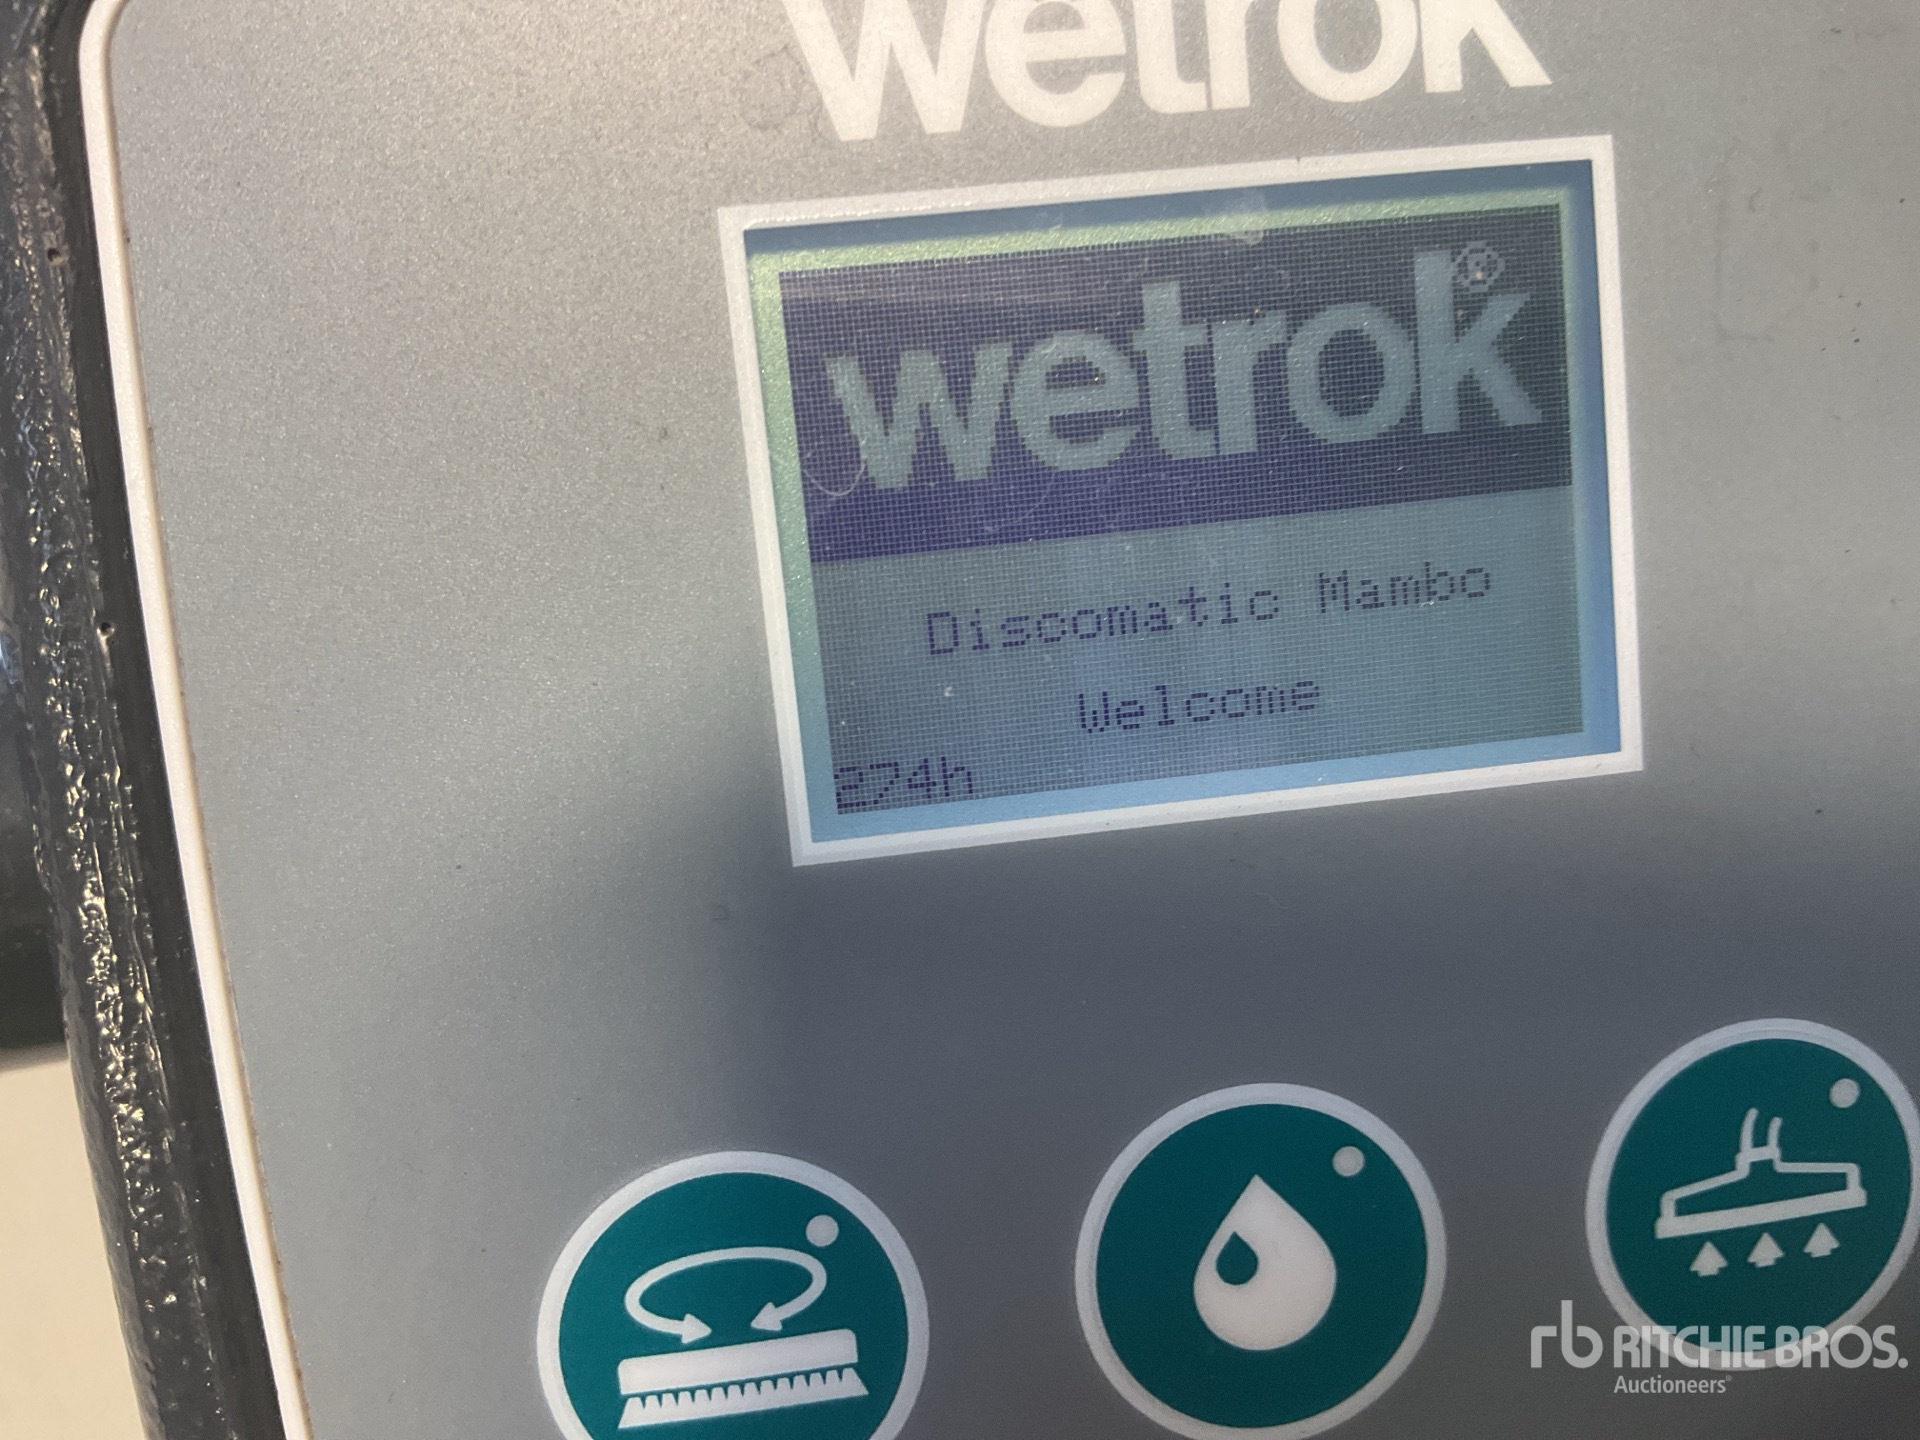 wetrok
wetrok®
Discomatic Mambo
Welcome
274h
rb RITCHIE BROS.
Auctioneers®